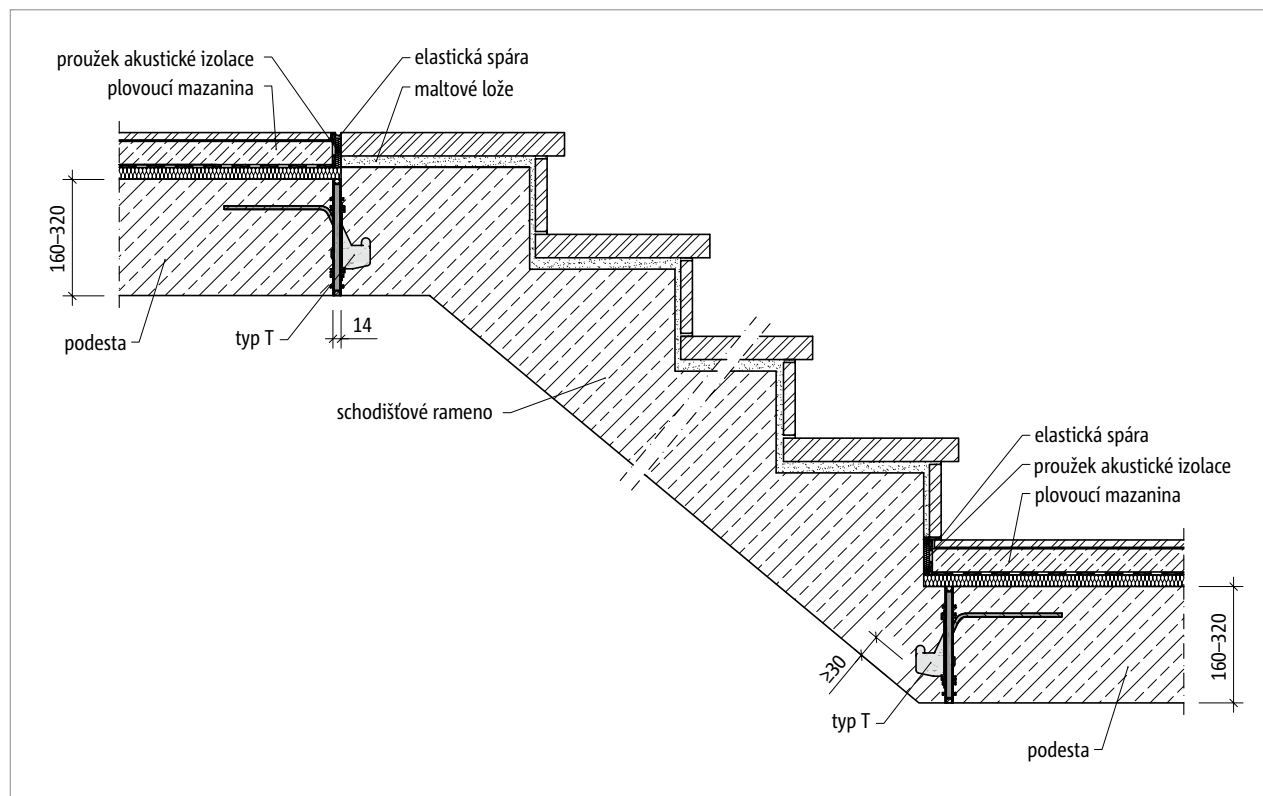 proužek akustické izolace
plovoucí mazanina
elastická spára
maltové lože
160–320
podesta
typ T
14
schodišťové rameno
elastická spára
proužek akustické izolace
plovoucí mazanina
≥30
typ T
160–320
podesta